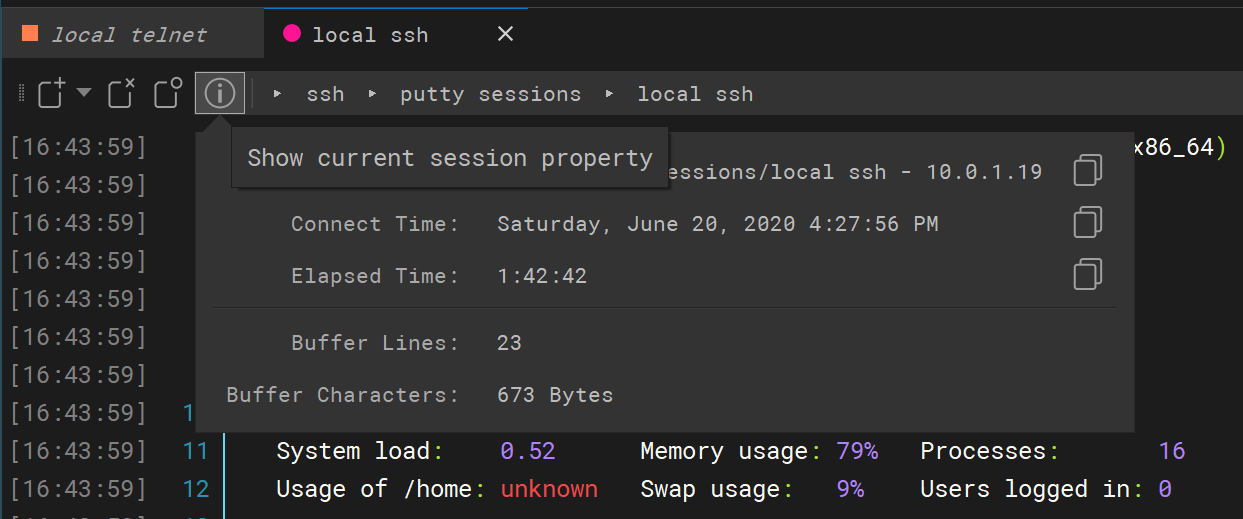 local telnet
local ssh
ssh ▸ putty sessions ▸ local ssh
Show current session property
[16:43:59] x86_64)
[16:43:59] essions/local ssh - 10.0.1.19
[16:43:59] Connect Time: Saturday, June 20, 2020 4:27:56 PM
[16:43:59] Elapsed Time: 1:42:42
[16:43:59]
[16:43:59] Buffer Lines: 23
[16:43:59] Buffer Characters: 673 Bytes
[16:43:59] 1
[16:43:59] 11 System load: 0.52 Memory usage: 79% Processes: 16
[16:43:59] 12 Usage of /home: unknown Swap usage: 9% Users logged in: 0